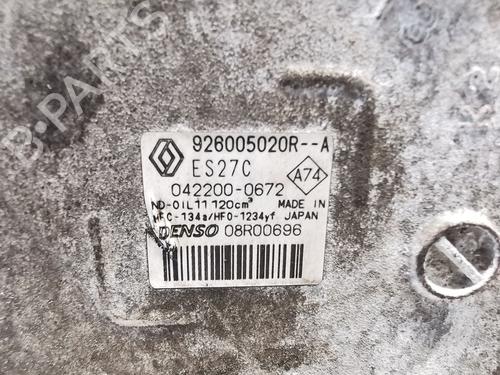 B-PARTS
926005020R--A
ES27C
A74
042200-0672
ND-OIL11 120cm³ MADE IN
HFC-134a/HFO-1234yf JAPAN
DENSO 08R00696